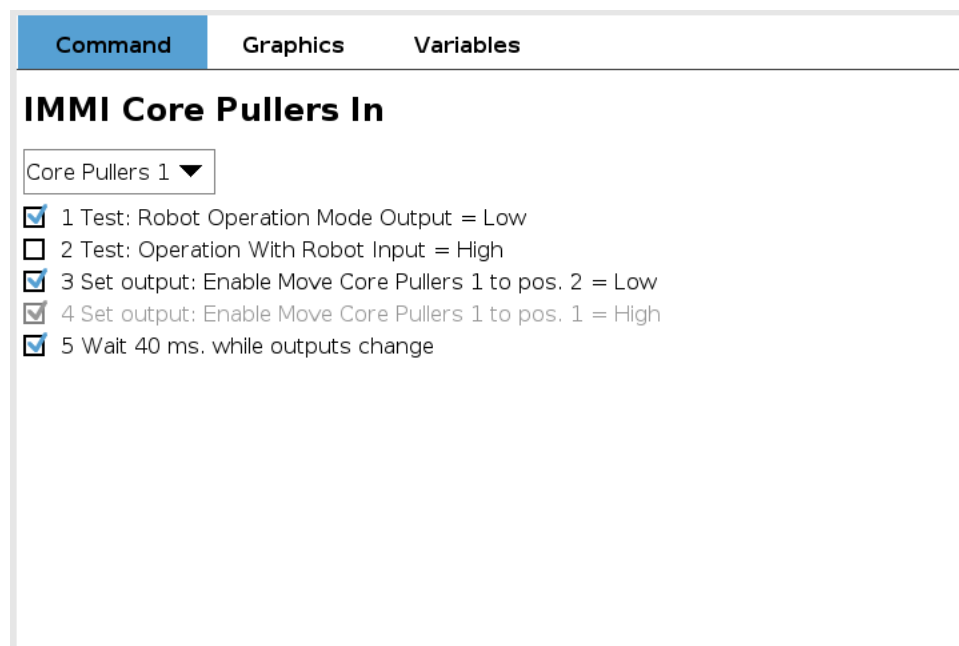 Command Graphics Variables
IMMI Core Pullers In
Core Pullers 1
1 Test: Robot Operation Mode Output = Low
2 Test: Operation With Robot Input = High
3 Set output: Enable Move Core Pullers 1 to pos. 2 = Low
4 Set output: Enable Move Core Pullers 1 to pos. 1 = High
5 Wait 40 ms. while outputs change